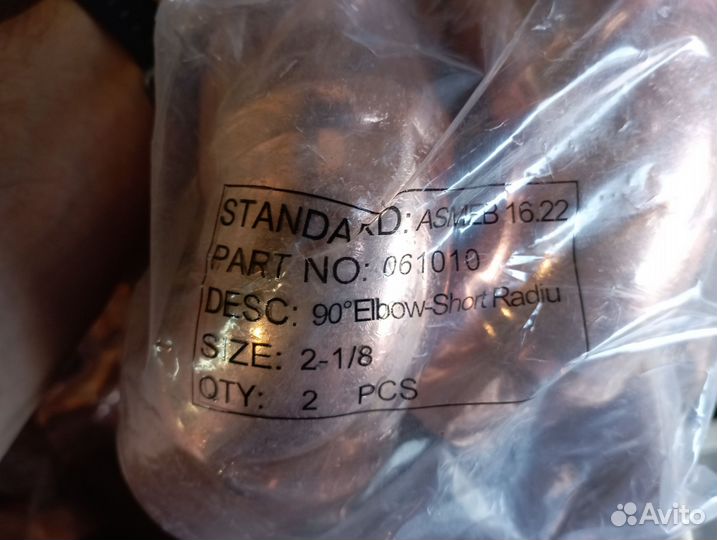 STANDARD: ASMEB 16.22
PART NO: 061010
DESC: 90°Elbow-Short Radiu
SIZE: 2-1/8
QTY: 2 PCS
Avito